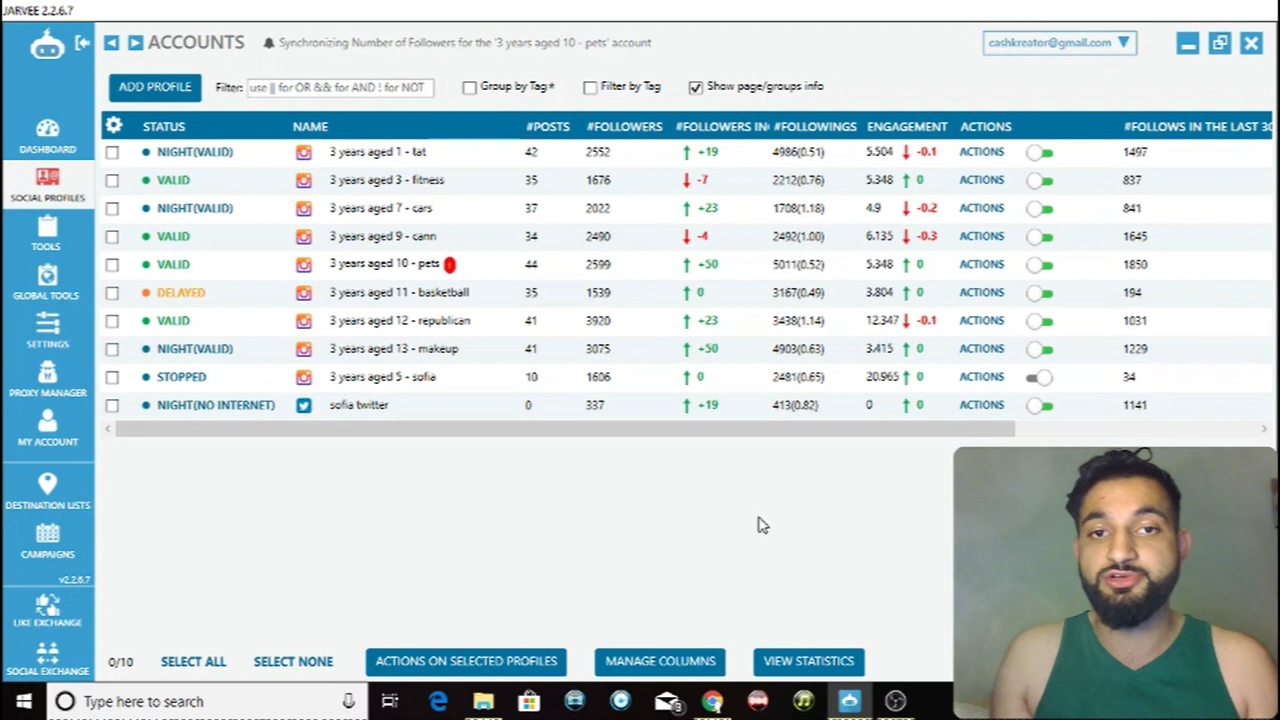 JARVEE 2.2.6.7
ACCOUNTS Synchronizing Number of Followers for the '3 years aged 10 - pets' account cashkreator@gmail.com
ADD PROFILE Filter: use || for OR && for AND ! for NOT Group by Tag* Filter by Tag Show page/groups info
STATUS NAME #POSTS #FOLLOWERS #FOLLOWERS IN #FOLLOWINGS ENGAGEMENT ACTIONS #FOLLOWS IN THE LAST 30
NIGHT(VALID) 3 years aged 1 - tat 42 2552 +19 4986(0.51) 5.504 -0.1 ACTIONS 1497
VALID 3 years aged 3 - fitness 35 1676 -7 2212(0.76) 5.348 0 ACTIONS 837
NIGHT(VALID) 3 years aged 7 - cars 37 2022 +23 1708(1.18) 4.9 -0.2 ACTIONS 841
VALID 3 years aged 9 - cann 34 2490 -4 2492(1.00) 6.135 -0.3 ACTIONS 1645
VALID 3 years aged 10 - pets 44 2599 +50 5011(0.52) 5.348 0 ACTIONS 1850
DELAYED 3 years aged 11 - basketball 35 1539 0 3167(0.49) 3.804 0 ACTIONS 194
VALID 3 years aged 12 - republican 41 3920 +23 3438(1.14) 12.347 -0.1 ACTIONS 1031
NIGHT(VALID) 3 years aged 13 - makeup 41 3075 +50 4903(0.63) 3.415 0 ACTIONS 1229
STOPPED 3 years aged 5 - sofia 10 1606 0 2481(0.65) 20.965 0 ACTIONS 34
NIGHT(NO INTERNET) sofia twitter 0 337 +19 413(0.82) 0 0 ACTIONS 1141
DASHBOARD
SOCIAL PROFILES
TOOLS
GLOBAL TOOLS
SETTINGS
PROXY MANAGER
MY ACCOUNT
DESTINATION LISTS
CAMPAIGNS
v2.2.6.7
LIKE EXCHANGE
SOCIAL EXCHANGE
0/10 SELECT ALL SELECT NONE ACTIONS ON SELECTED PROFILES MANAGE COLUMNS VIEW STATISTICS
Type here to search